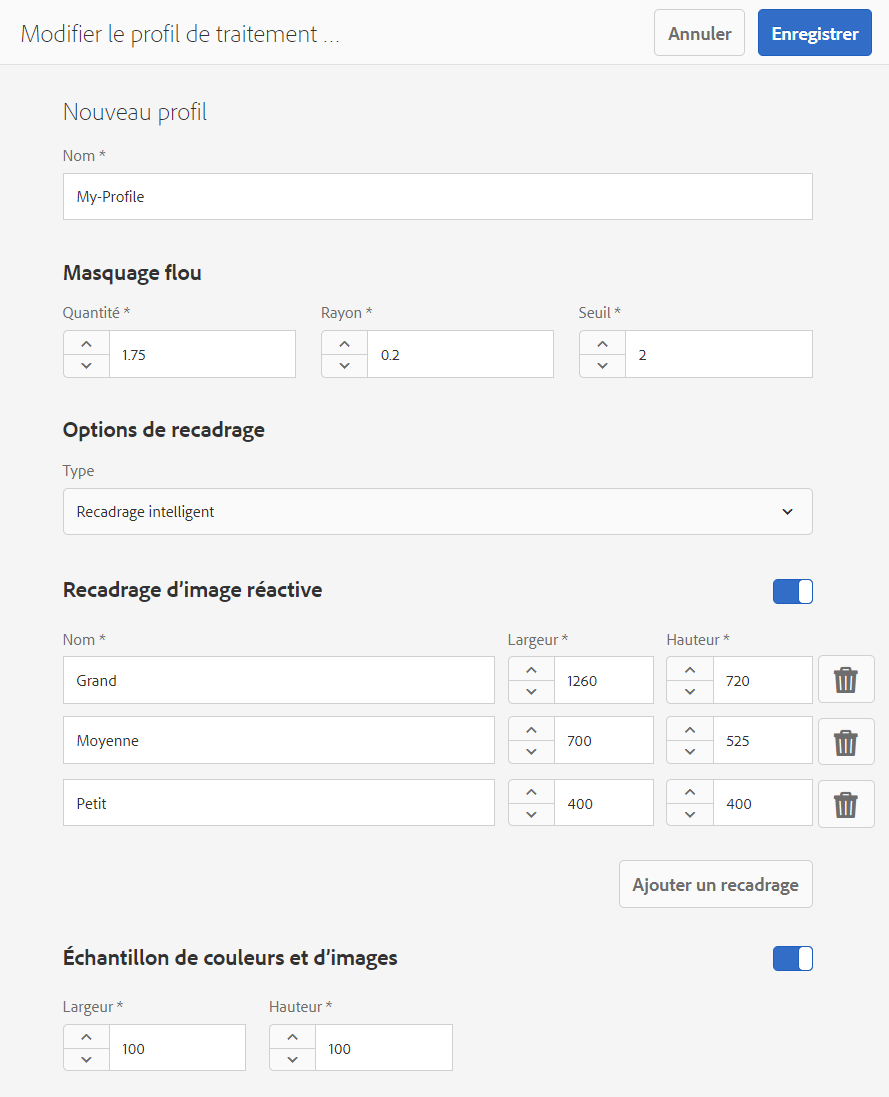 Modifier le profil de traitement ...
Annuler
Enregistrer
Nouveau profil
Nom *
My-Profile
Masquage flou
Quantité * Rayon * Seuil *
1.75 0.2 2
Options de recadrage
Type
Recadrage intelligent
Recadrage d’image réactive
Nom * Largeur * Hauteur *
Grand 1260 720
Moyenne 700 525
Petit 400 400
Ajouter un recadrage
Échantillon de couleurs et d’images
Largeur * Hauteur *
100 100